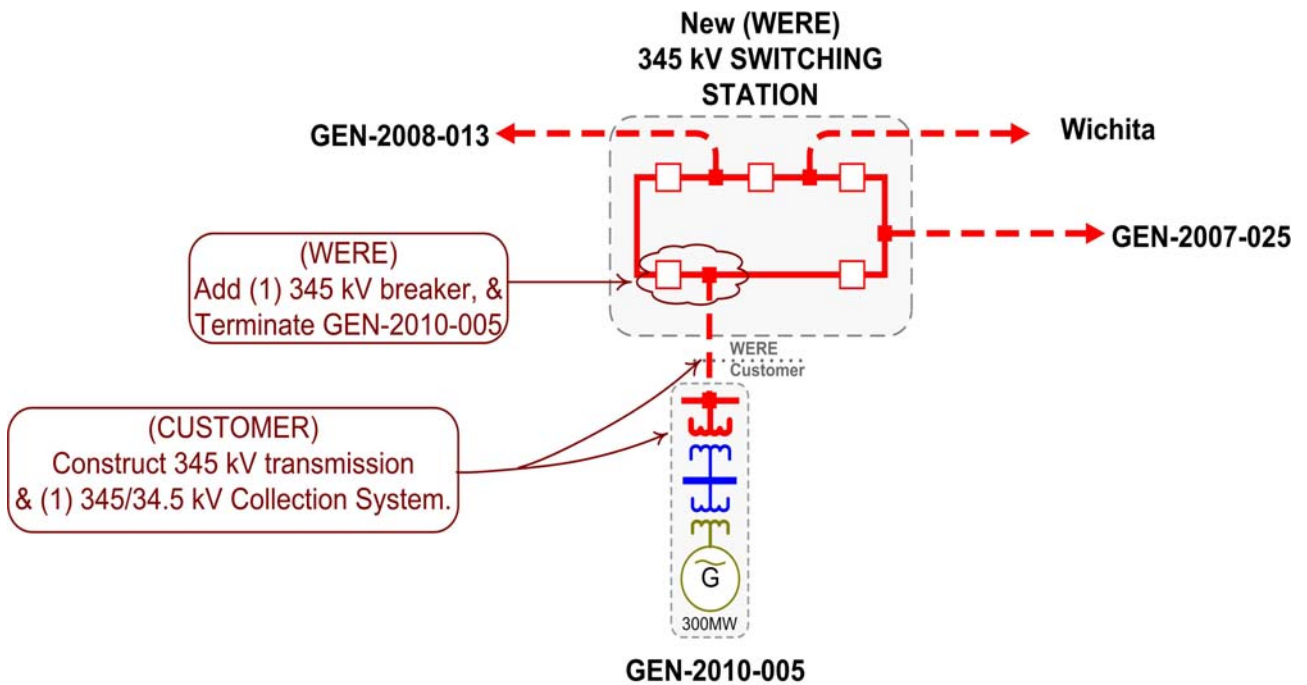 New (WERE)
345 kV SWITCHING
STATION
GEN-2008-013
Wichita
GEN-2007-025
(WERE)
Add (1) 345 kV breaker, &
Terminate GEN-2010-005
WERE
Customer
(CUSTOMER)
Construct 345 kV transmission
& (1) 345/34.5 kV Collection System.
G
300MW
GEN-2010-005